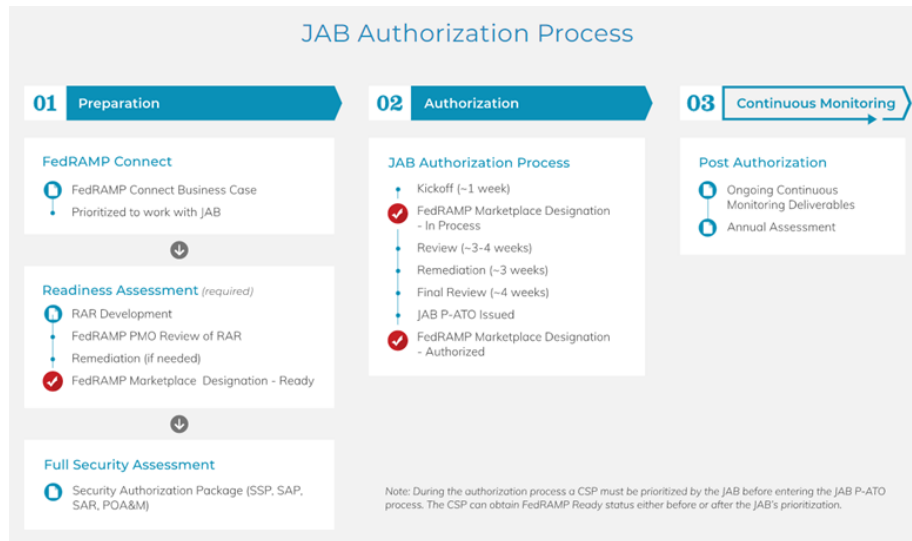 JAB Authorization Process
01 Preparation
FedRAMP Connect
FedRAMP Connect Business Case
Prioritized to work with JAB
Readiness Assessment (required)
RAR Development
FedRAMP PMO Review of RAR
Remediation (if needed)
FedRAMP Marketplace Designation - Ready
Full Security Assessment
Security Authorization Package (SSP, SAP,
SAR, POA&M)
02 Authorization
JAB Authorization Process
Kickoff (~1 week)
FedRAMP Marketplace Designation
- In Process
Review (~3-4 weeks)
Remediation (~3 weeks)
Final Review (~4 weeks)
JAB P-ATO Issued
FedRAMP Marketplace Designation
- Authorized
03 Continuous Monitoring
Post Authorization
Ongoing Continuous
Monitoring Deliverables
Annual Assessment
Note: During the authorization process a CSP must be prioritized by the JAB before entering the JAB P-ATO
process. The CSP can obtain FedRAMP Ready status either before or after the JAB's prioritization.